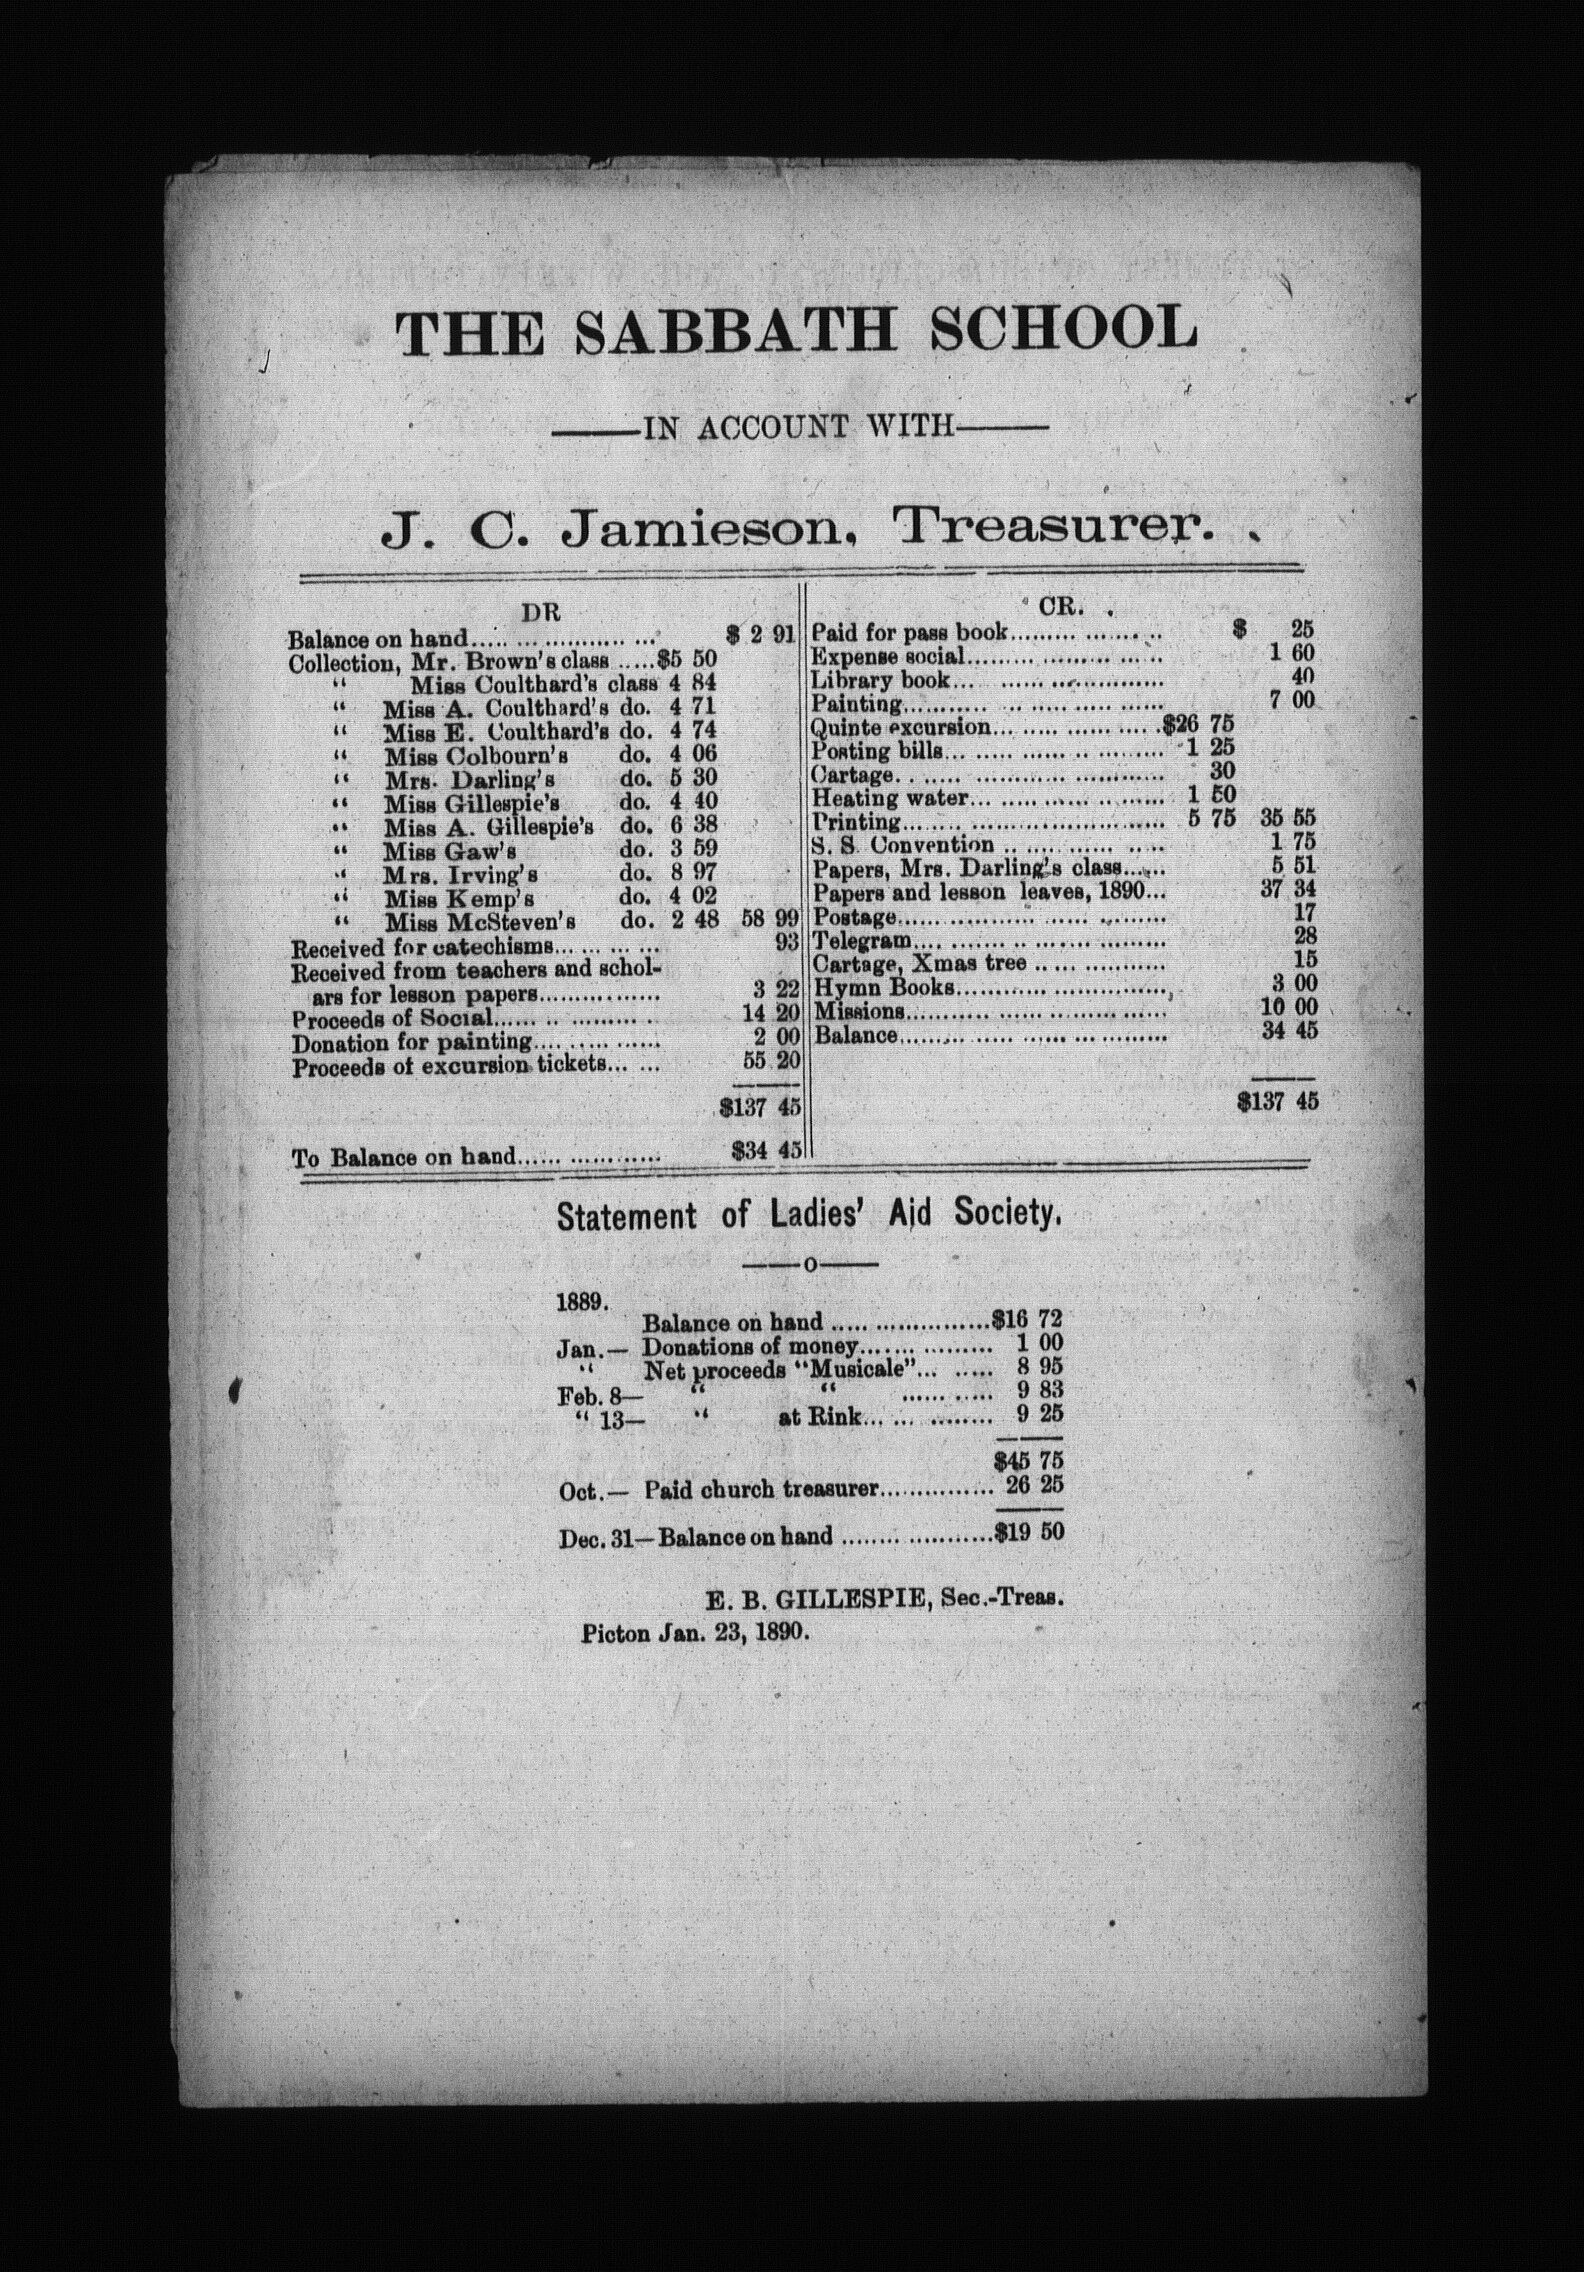 THE SABBATH SCHOOL
——IN ACCOUNT WITH——
J. C. Jamieson, Treasurer.
DR
Balance on hand.................. $ 2 91
Collection, Mr. Brown's class .....$5 50
“ Miss Coulthard's class 4 84
“ Miss A. Coulthard's do. 4 71
“ Miss E. Coulthard's do. 4 74
“ Miss Colbourn's do. 4 06
“ Mrs. Darling's do. 5 30
“ Miss Gillespie's do. 4 40
“ Miss A. Gillespie's do. 6 38
“ Miss Gaw's do. 3 59
“ Mrs. Irving's do. 8 97
“ Miss Kemp's do. 4 02
“ Miss McSteven's do. 2 48 58 99
Received for catechisms............ 93
Received from teachers and schol-
ars for lesson papers............... 3 22
Proceeds of Social.................. 14 20
Donation for painting............... 2 00
Proceeds of excursion tickets...... 55 20
$137 45
To Balance on hand.................. $34 45
CR.
Paid for pass book.................. $ 25
Expense social..................... 1 60
Library book........................ 40
Painting........................... 7 00
Quinte excursion..................$26 75
Posting bills..................... 1 25
Cartage........................... 30
Heating water..................... 1 50
Printing........................... 5 75 35 55
S. S. Convention .................. 1 75
Papers, Mrs. Darling's class...... 5 51
Papers and lesson leaves, 1890... 37 34
Postage........................... 17
Telegram........................... 28
Cartage, Xmas tree ............... 15
Hymn Books........................ 3 00
Missions........................... 10 00
Balance........................... 34 45
$137 45
Statement of Ladies' Aid Society.
——o——
1889.
Balance on hand ..................$16 72
Jan.— Donations of money............... 1 00
“ Net proceeds “Musicale”......... 8 95
Feb. 8— “ “ ............ 9 83
“ 13— “ at Rink............... 9 25
$45 75
Oct.— Paid church treasurer............... 26 25
Dec. 31—Balance on hand ..................$19 50
E. B. GILLESPIE, Sec.-Treas.
Picton Jan. 23, 1890.